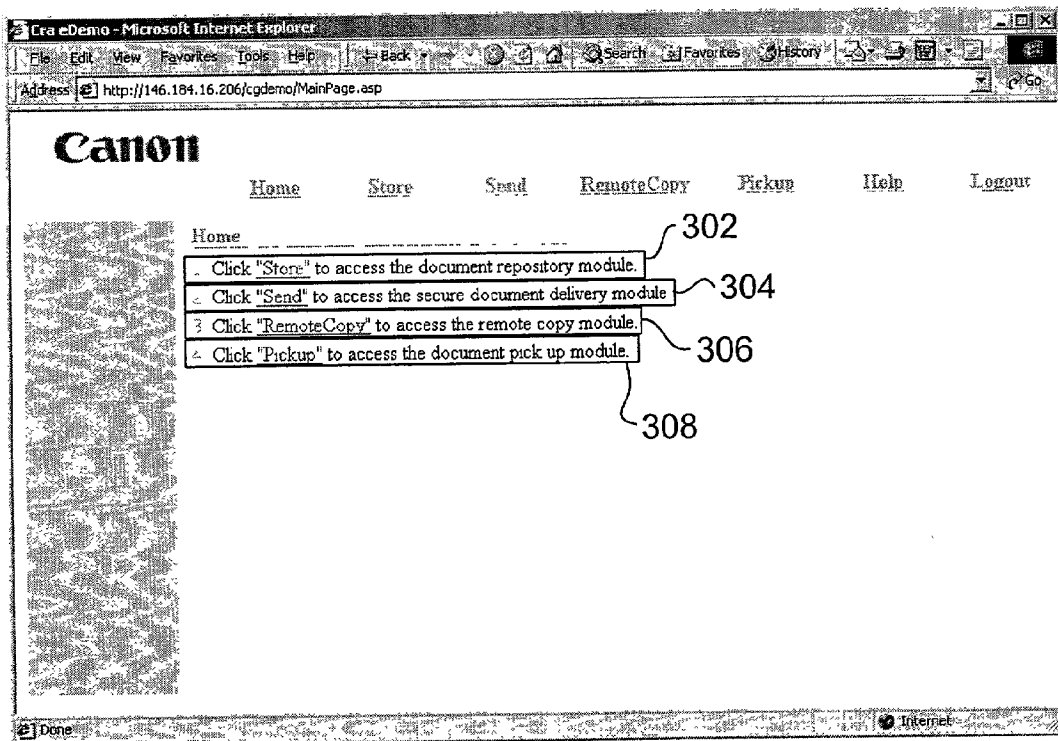 Cra eDemo - Microsoft Internet Explorer
File Edit View Favorites Tools Help Back Search Favorites History
Address http://146.184.16.206/cgdemo/MainPage.asp Go
Canon
Home Store Send RemoteCopy Pickup Help Logout
Home
302
Click "Store" to access the document repository module.
Click "Send" to access the secure document delivery module
304
3 Click "RemoteCopy" to access the remote copy module.
306
Click "Pickup" to access the document pick up module.
308
Done Internet